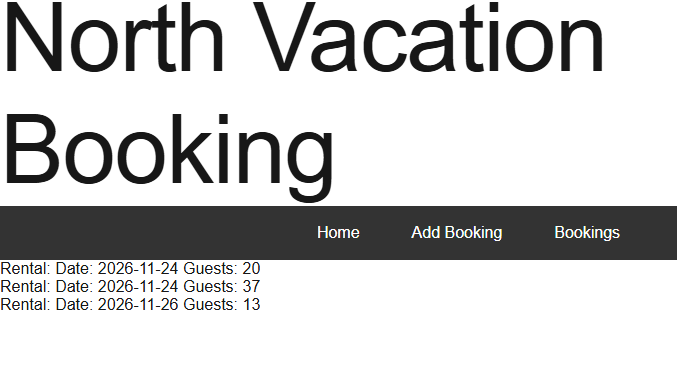 North Vacation
Booking
Home Add Booking Bookings
Rental: Date: 2026-11-24 Guests: 20
Rental: Date: 2026-11-24 Guests: 37
Rental: Date: 2026-11-26 Guests: 13